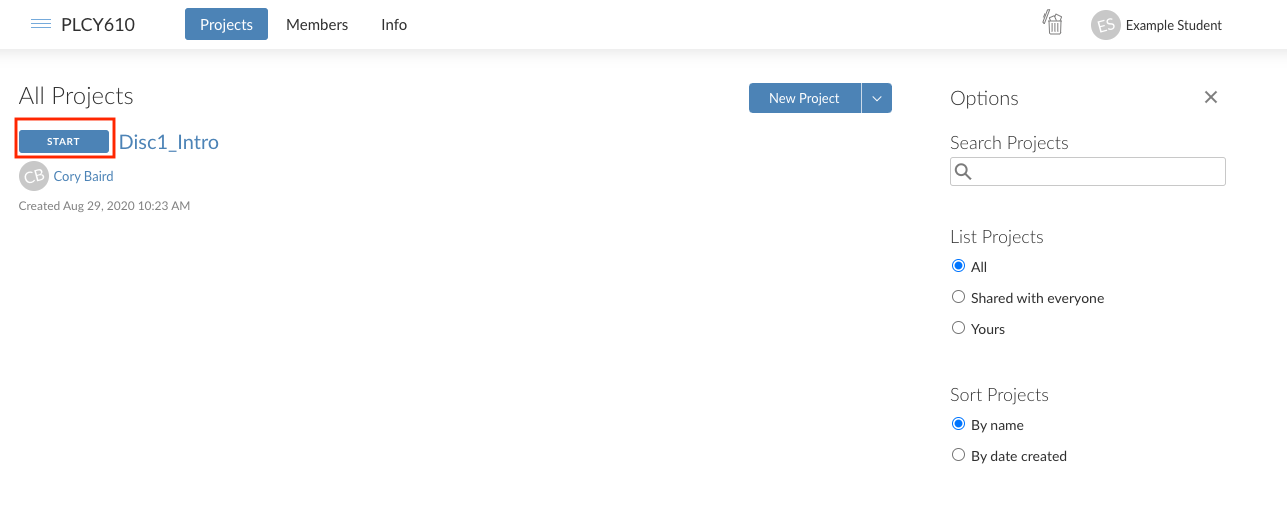 PLCY610 Projects Members Info ES Example Student
All Projects
New Project
START Disc1_Intro
CB Cory Baird
Created Aug 29, 2020 10:23 AM
Options
Search Projects
List Projects
All
Shared with everyone
Yours
Sort Projects
By name
By date created